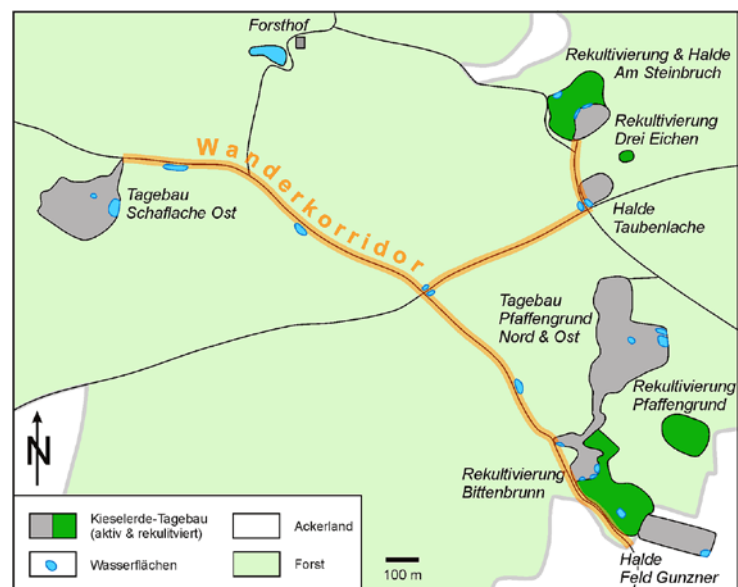 Forsthof
Rekultivierung & Halde
Am Steinbruch
Rekultivierung
Drei Eichen
Wanderkorridor
Tagebau
Schaflache Ost
Halde
Taubenlache
Tagebau
Pfaffengrund
Nord & Ost
Rekultivierung
Pfaffengrund
N
Rekultivierung
Bittenbrunn
Kieselerde-Tagebau
(aktiv & rekulitviert)
Ackerland
Wasserflächen
Forst
100 m
Halde
Feld Gunzner